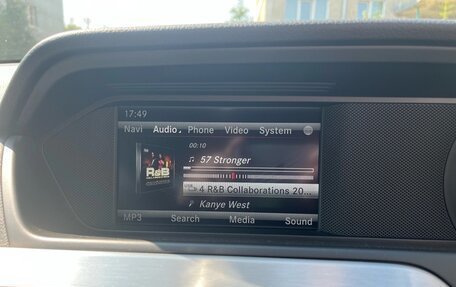 17:49
Navi Audio Phone Video System
00:10
57 Stronger
R&B
4 R&B Collaborations 20...
Kanye West
MP3 Search Media Sound